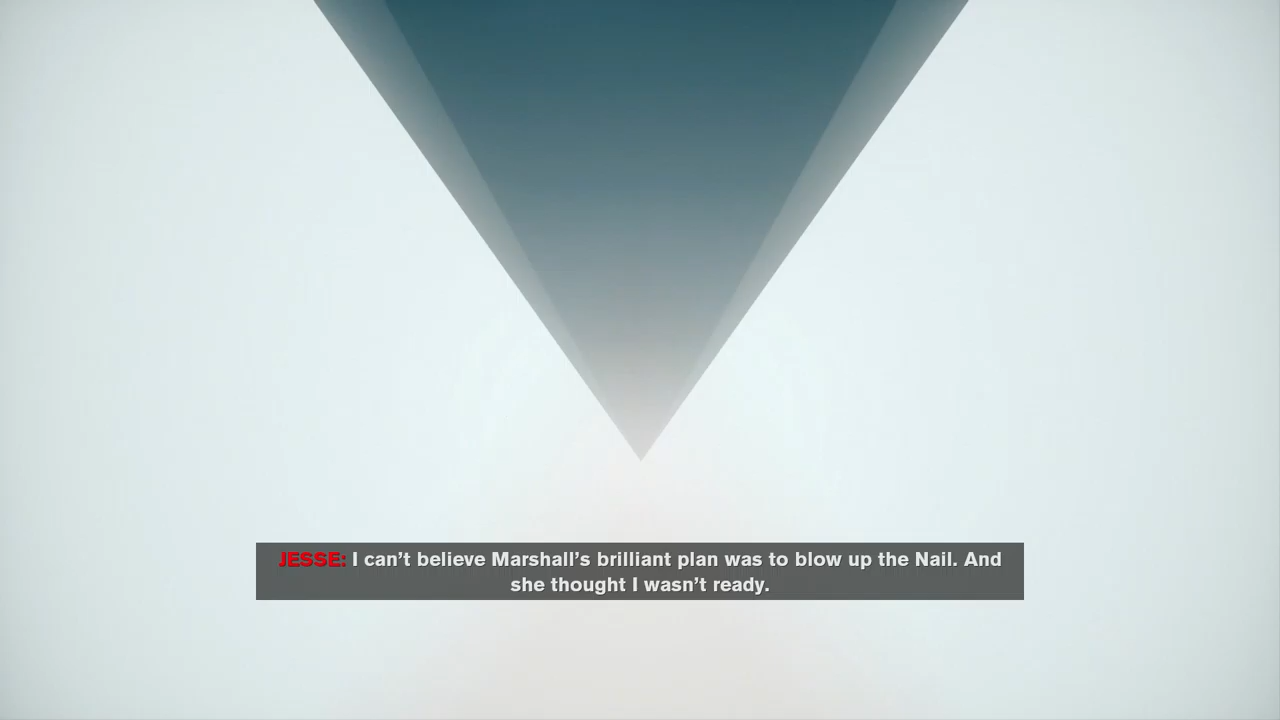 JESSE: I can’t believe Marshall’s brilliant plan was to blow up the Nail. And
she thought I wasn’t ready.